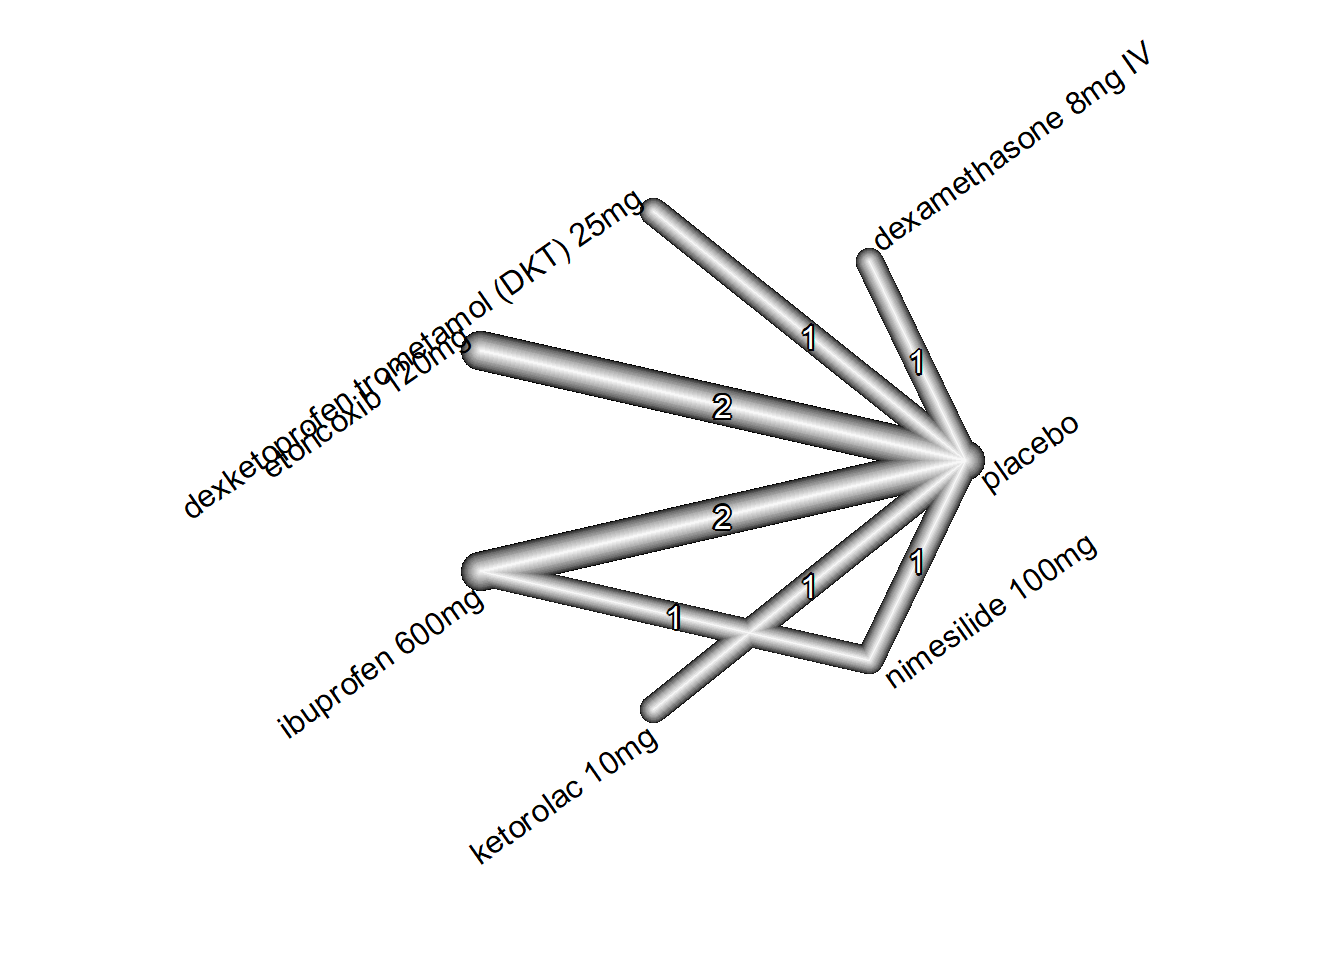 dexamethasone 8mg IV
dexketoprofen trometamol (DKT) 25mg
etoricoxib 120mg
1
1
2
placebo
2
1
1
1
nimesilide 100mg
ibuprofen 600mg
ketorolac 10mg